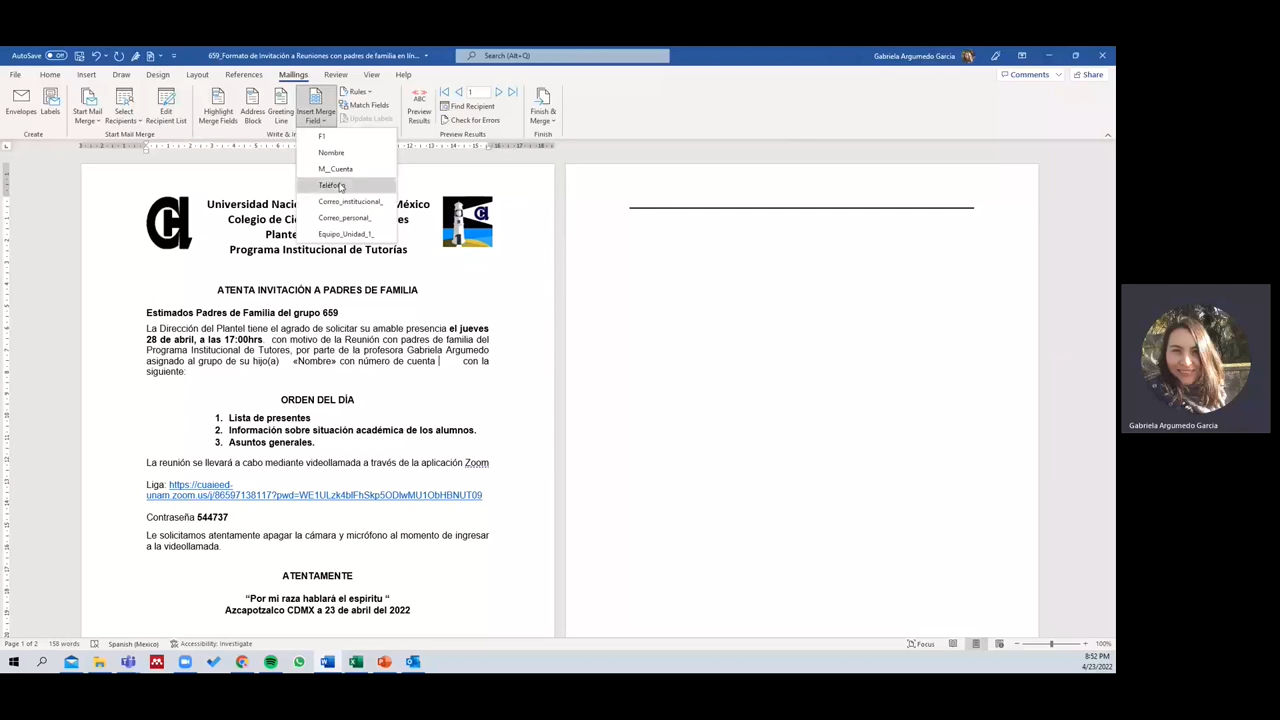 AutoSave Off
659_Formato de Invitación a Reuniones con padres de familia en lín...
Search (Alt+Q)
Gabriela Argumedo Garcia
File Home Insert Draw Design Layout References Mailings Review View Help
Comments Share
Envelopes Labels
Start Mail Merge
Select Recipients
Edit Recipient List
Highlight Merge Fields
Address Block
Greeting Line
Insert Merge Field
Rules
Match Fields
Update Labels
ABC
Preview Results
1
Find Recipient
Check for Errors
Finish & Merge
Create Start Mail Merge Write & In Preview Results Finish
F1
Nombre
M__Cuenta
Teléfono
Correo_institucional_
Correo_personal_
Equipo_Unidad_1_
Universidad Nacio México
Colegio de Cie es
Plante
Programa Institucional de Tutorías
ATENTA INVITACIÓN A PADRES DE FAMILIA
Estimados Padres de Familia del grupo 659
La Dirección del Plantel tiene el agrado de solicitar su amable presencia el jueves
28 de abril, a las 17:00hrs. con motivo de la Reunión con padres de familia del
Programa Institucional de Tutores, por parte de la profesora Gabriela Argumedo
asignado al grupo de su hijo(a) «Nombre» con número de cuenta con la
siguiente:
ORDEN DEL DÌA
1. Lista de presentes
2. Información sobre situación académica de los alumnos.
3. Asuntos generales.
La reunión se llevará a cabo mediante videollamada a través de la aplicación Zoom
Liga: https://cuaieed-
unam.zoom.us/j/86597138117?pwd=WE1ULzk4blFhSkp5ODlwMU1ObHBNUT09
Contraseña 544737
Le solicitamos atentamente apagar la cámara y micrófono al momento de ingresar
a la videollamada.
ATENTAMENTE
“Por mi raza hablará el espíritu “
Azcapotzalco CDMX a 23 de abril del 2022
Gabriela Argumedo Garcia
Page 1 of 2 158 words Spanish (Mexico) Accessibility: Investigate Focus 100%
8:52 PM
4/23/2022